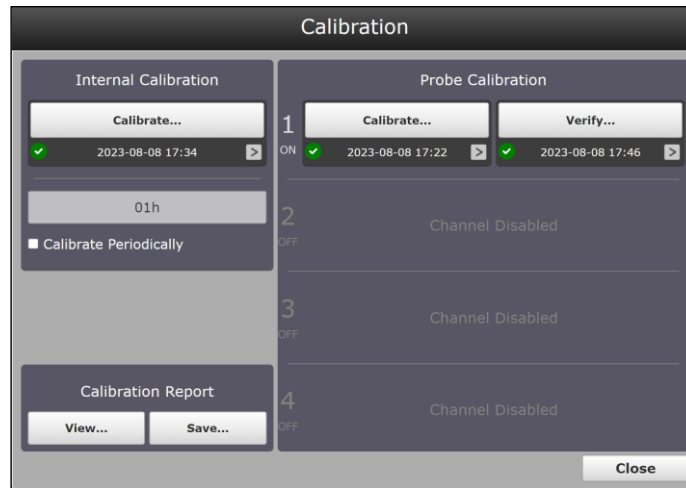 Calibration
Internal Calibration
Calibrate...
2023-08-08 17:34
01h
Calibrate Periodically
Calibration Report
View...
Save...
Probe Calibration
1
ON
Calibrate...
2023-08-08 17:22
Verify...
2023-08-08 17:46
2
OFF
Channel Disabled
3
OFF
Channel Disabled
4
OFF
Channel Disabled
Close